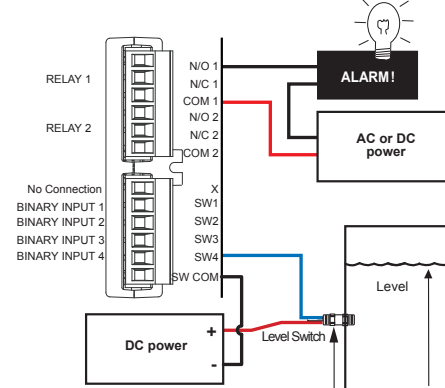 RELAY 1
RELAY 2
N/O 1
N/C 1
COM 1
N/O 2
N/C 2
COM 2
ALARM!
AC or DC
power
No Connection
BINARY INPUT 1
BINARY INPUT 2
BINARY INPUT 3
BINARY INPUT 4
X
SW1
SW2
SW3
SW4
SW COM
Level
Level Switch
DC power
+
-